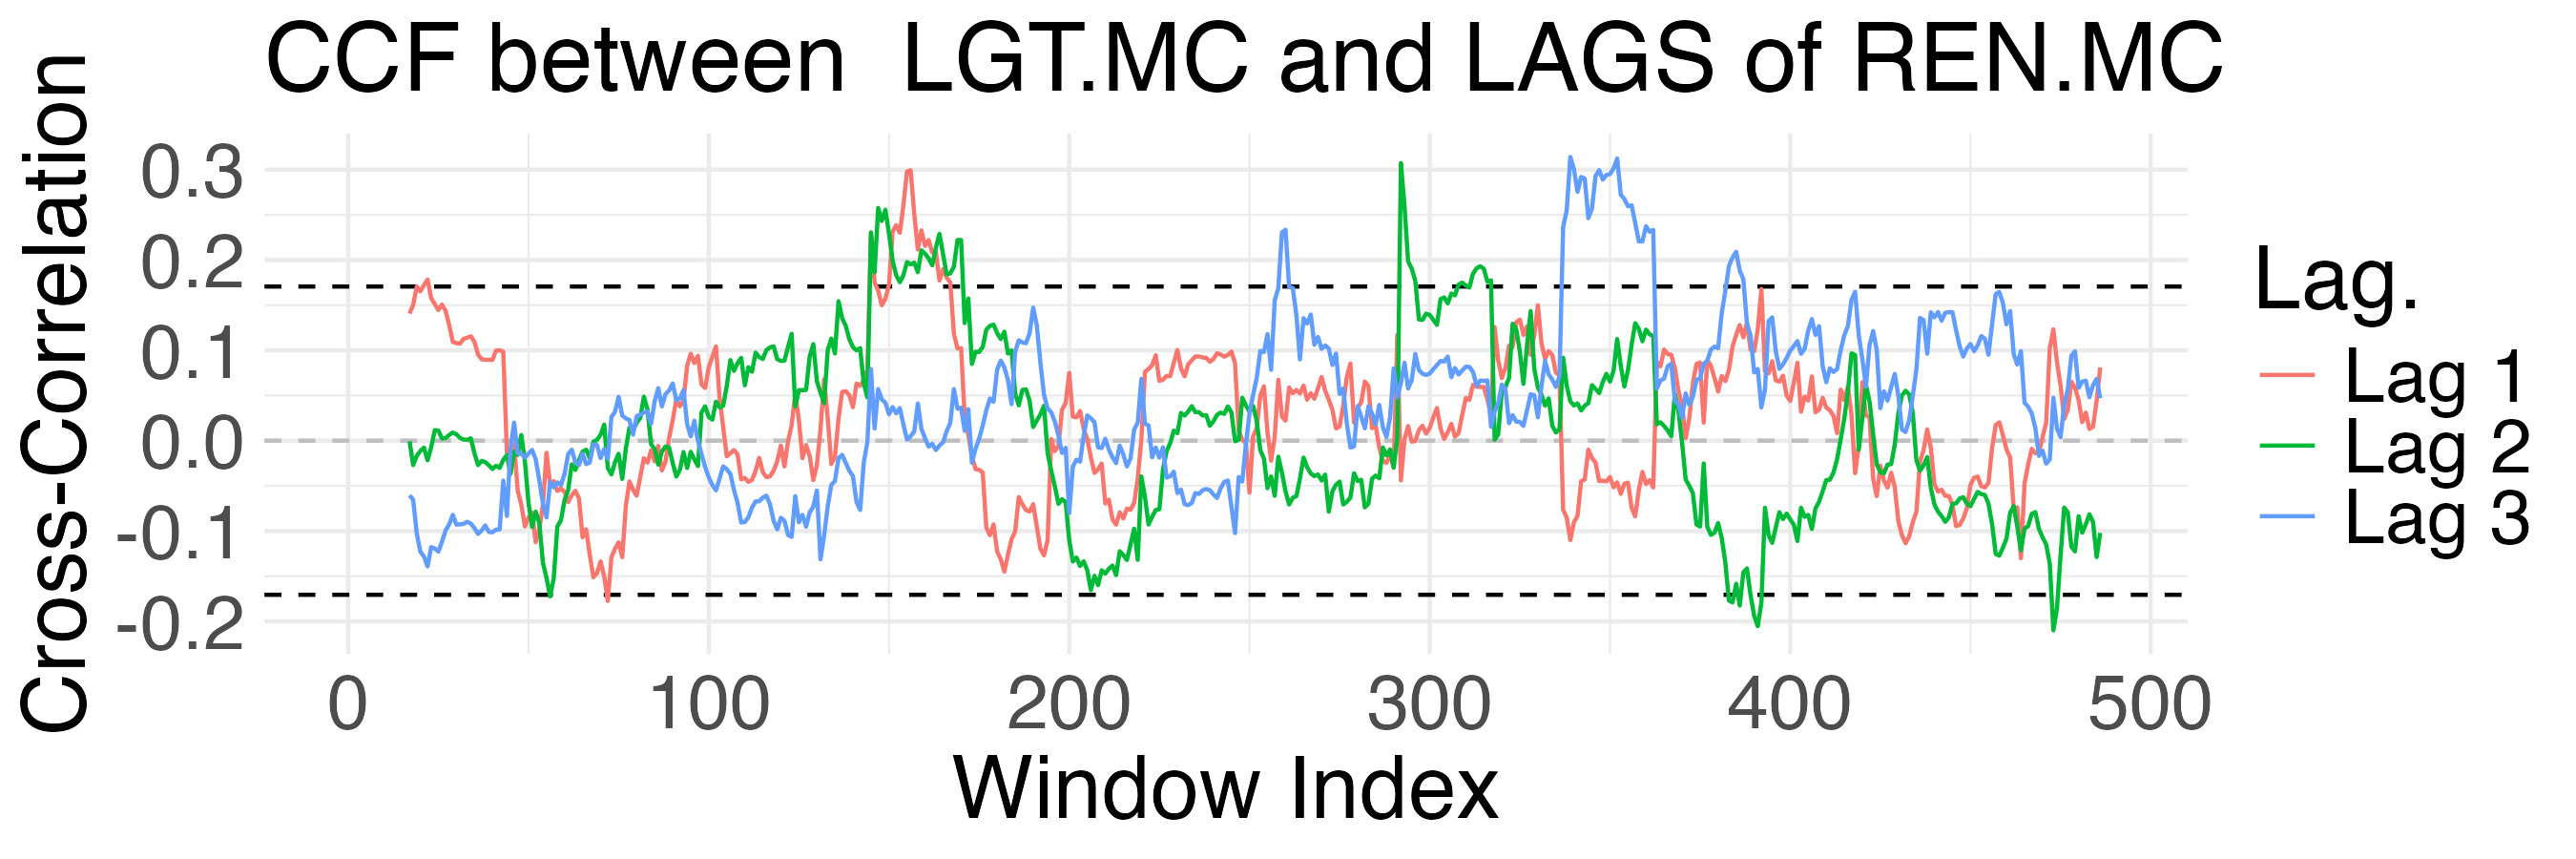 CCF between  LGT.MC and LAGS of REN.MC
Cross-Correlation
0.3
0.2
0.1
0.0
-0.1
-0.2
0 100 200 300 400 500
Window Index
Lag.
Lag 1
Lag 2
Lag 3